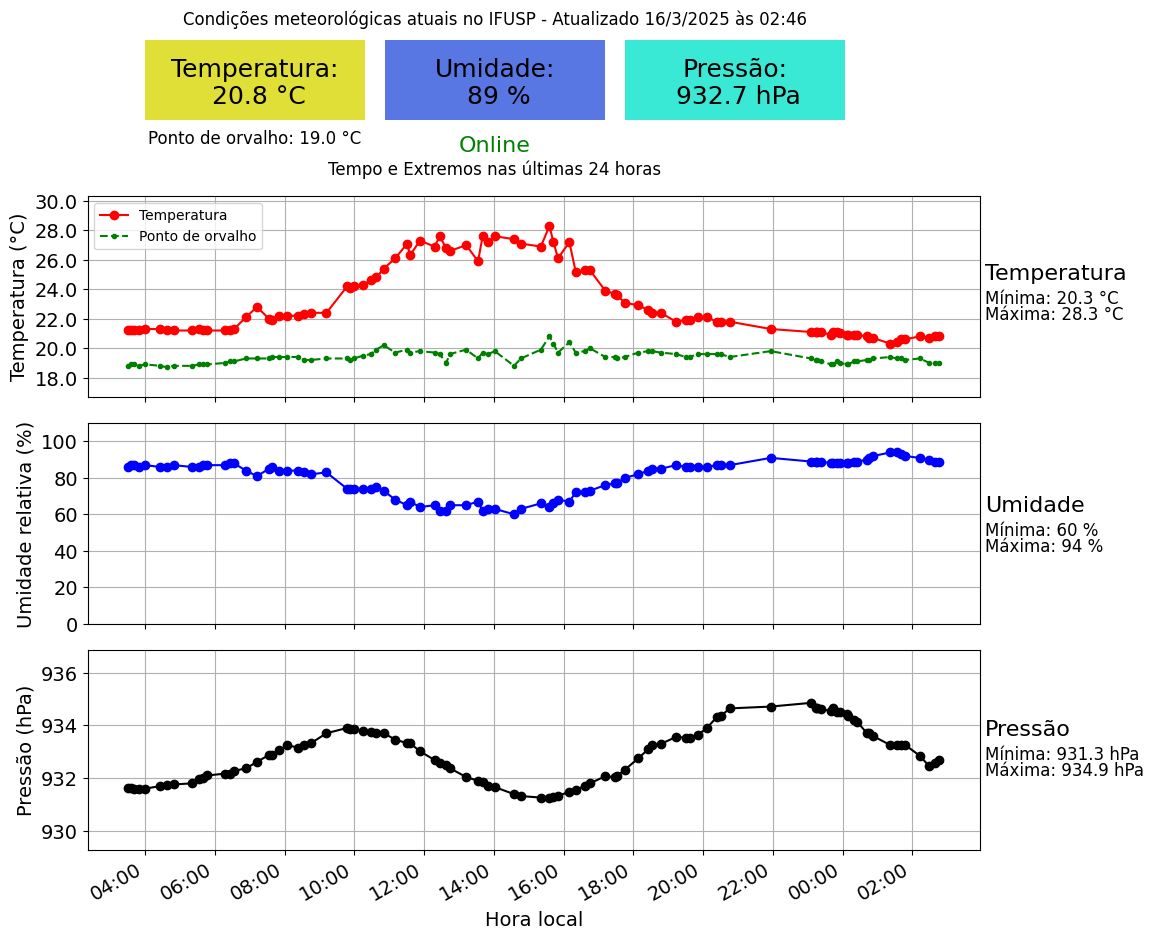 Condições meteorológicas atuais no IFUSP - Atualizado 16/3/2025 às 02:46
Temperatura:
20.8 °C
Umidade:
89 %
Pressão:
932.7 hPa
Ponto de orvalho: 19.0 °C
Online
Tempo e Extremos nas últimas 24 horas
Temperatura (°C)
30.0
28.0
26.0
24.0
22.0
20.0
18.0
Temperatura
Ponto de orvalho
Temperatura
Mínima: 20.3 °C
Máxima: 28.3 °C
Umidade relativa (%)
100
80
60
40
20
0
Umidade
Mínima: 60 %
Máxima: 94 %
Pressão (hPa)
936
934
932
930
Pressão
Mínima: 931.3 hPa
Máxima: 934.9 hPa
04:00 06:00 08:00 10:00 12:00 14:00 16:00 18:00 20:00 22:00 00:00 02:00
Hora local